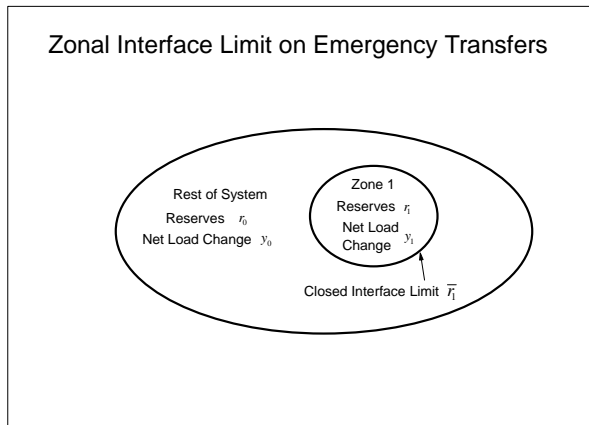 Zonal Interface Limit on Emergency Transfers
Rest of System
Reserves r₀
Net Load Change y₀
Zone 1
Reserves r₁
Net Load
Change y₁
Closed Interface Limit r̅₁